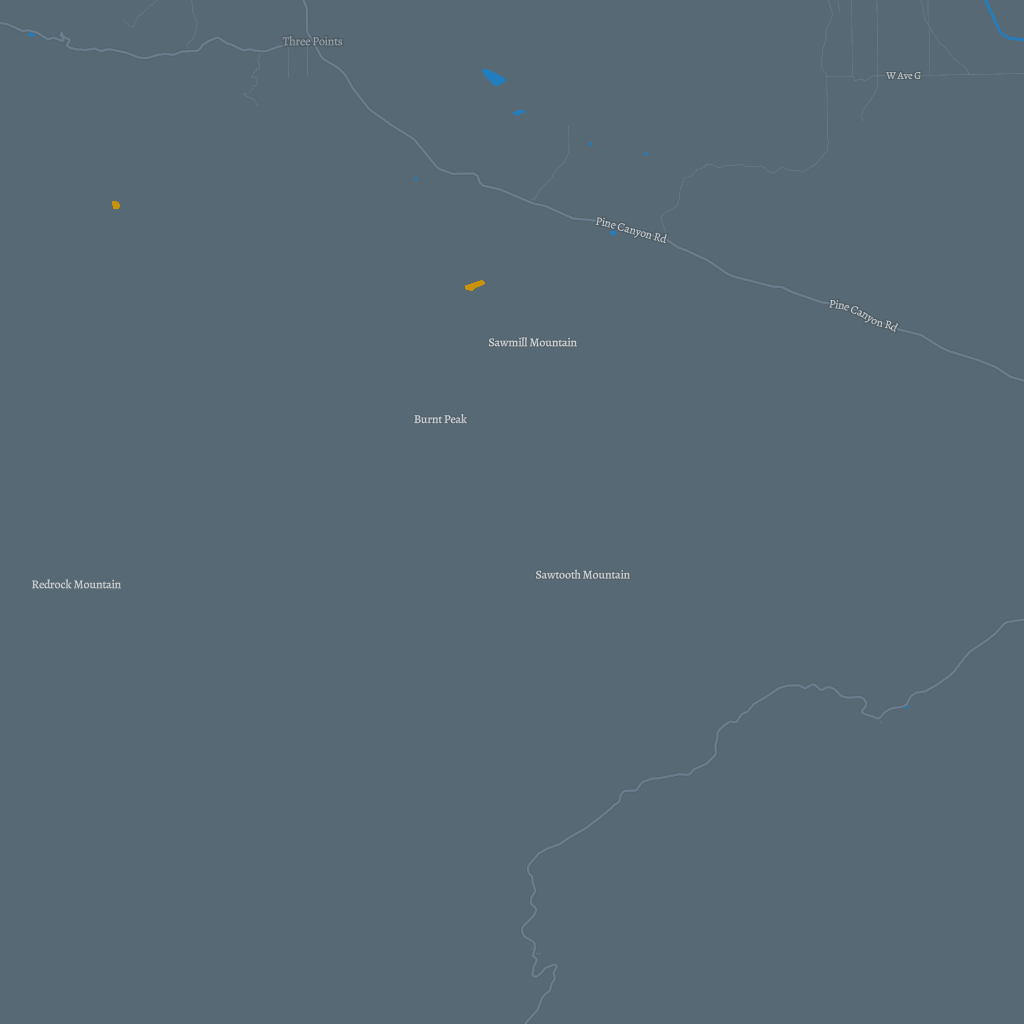 Three Points
W Ave G
Pine Canyon Rd
Pine Canyon Rd
Sawmill Mountain
Burnt Peak
Sawtooth Mountain
Redrock Mountain